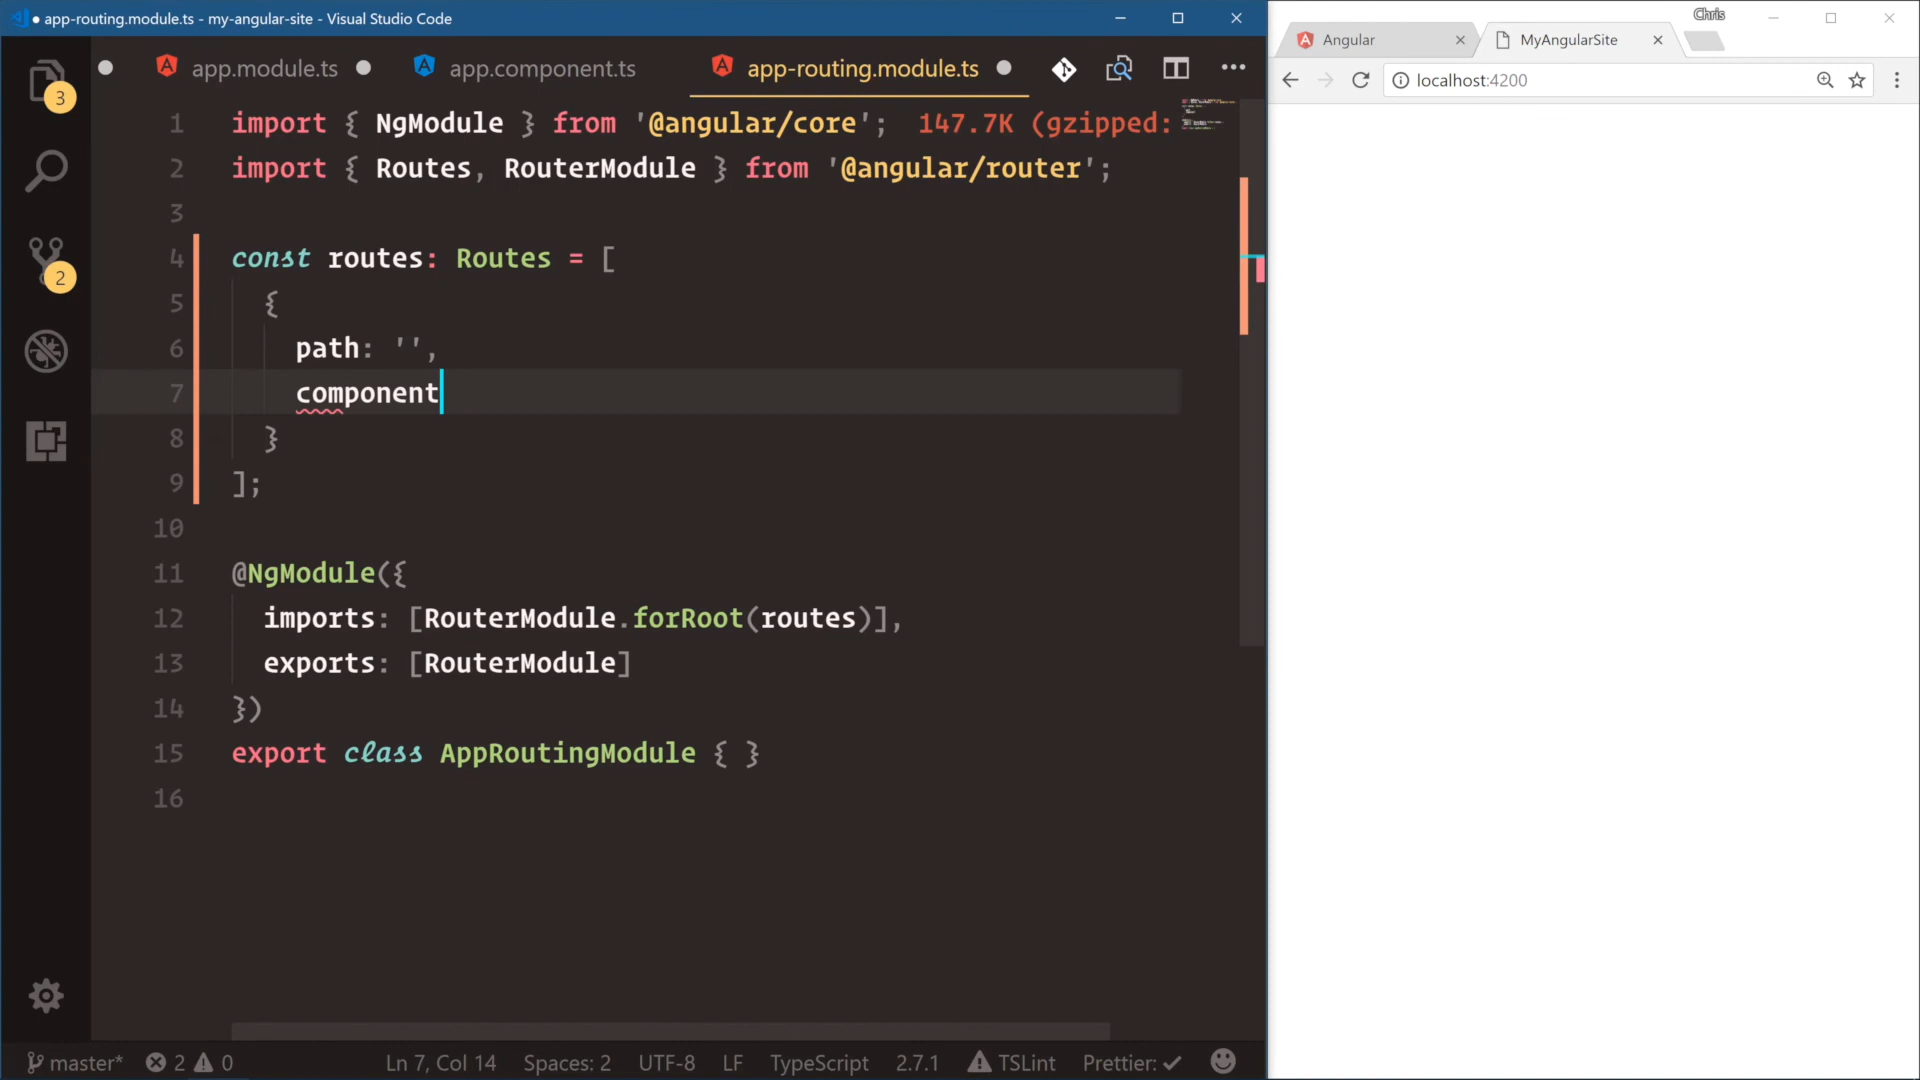 app-routing.module.ts - my-angular-site - Visual Studio Code
app.module.ts
app.component.ts
app-routing.module.ts
3
2
1 import { NgModule } from '@angular/core'; 147.7K (gzipped:
2 import { Routes, RouterModule } from '@angular/router';
3
4 const routes: Routes = [
5 {
6 path: '',
7 component
8 }
9 ];
10
11 @NgModule({
12 imports: [RouterModule.forRoot(routes)],
13 exports: [RouterModule]
14 })
15 export class AppRoutingModule { }
16
master* 2 0 Ln 7, Col 14 Spaces: 2 UTF-8 LF TypeScript 2.7.1 TSLint Prettier: ✓
Chris
Angular
MyAngularSite
localhost:4200